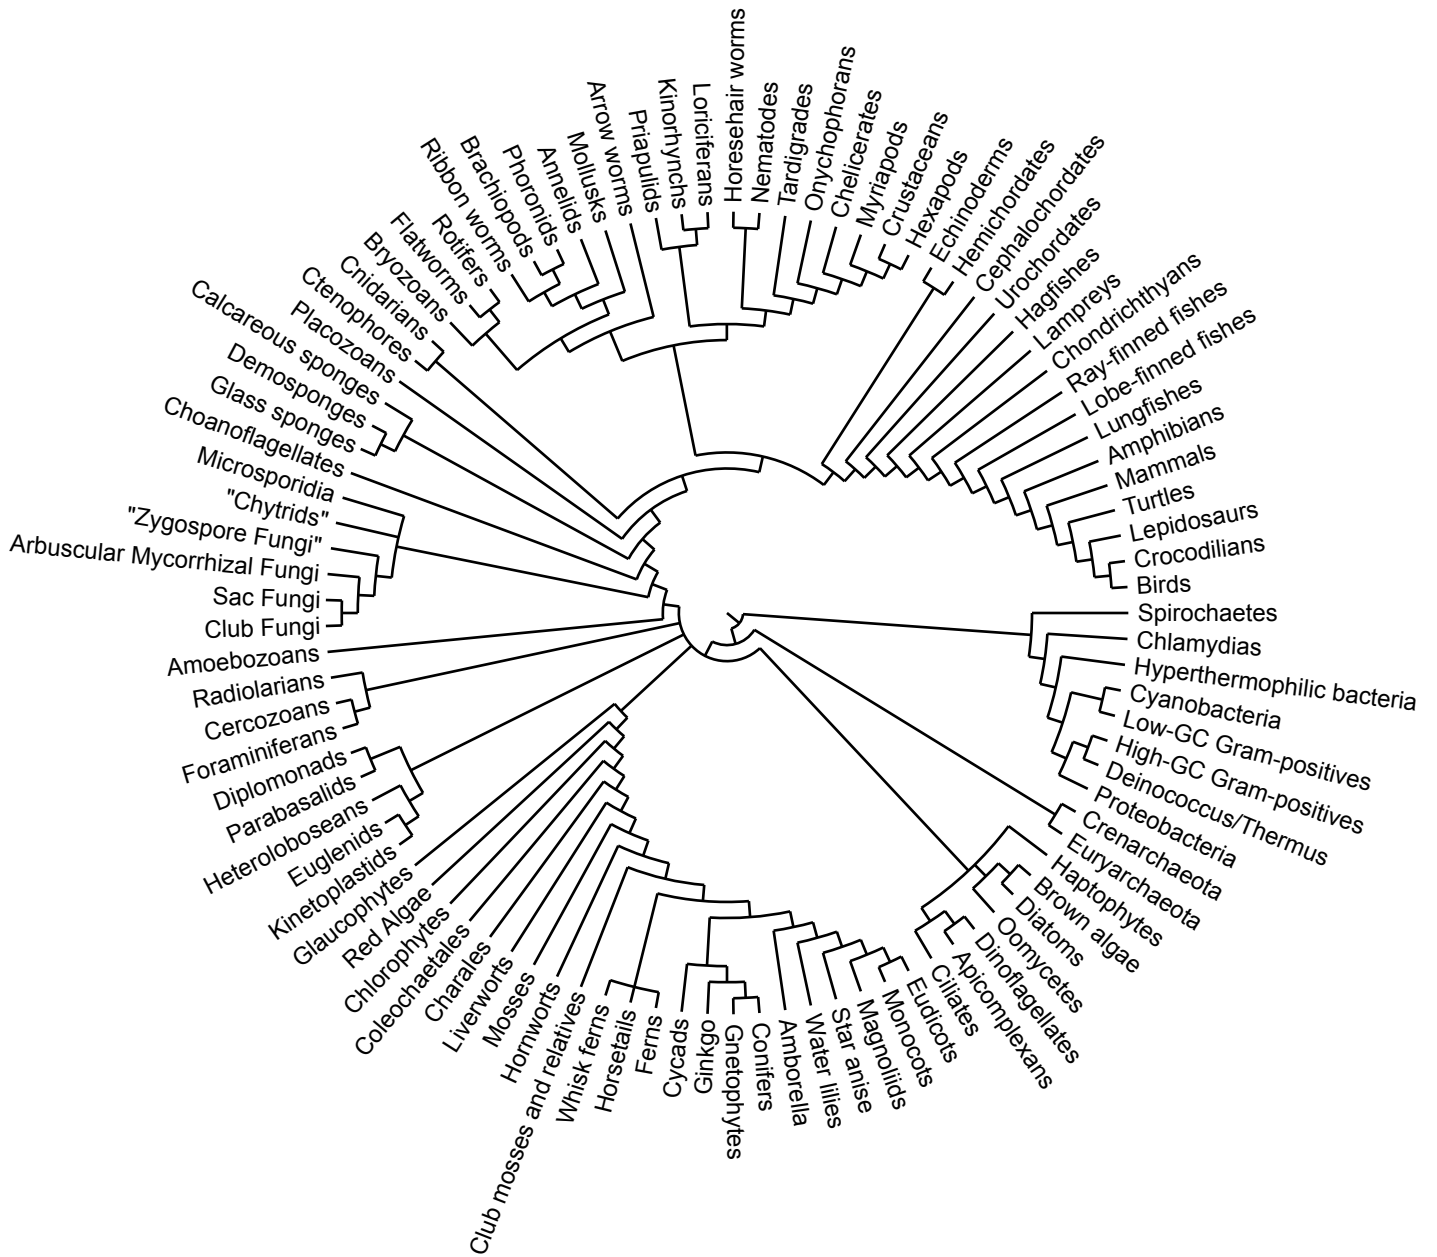 Horesehair worms
Nematodes
Tardigrades
Onychophorans
Chelicerates
Myriapods
Crustaceans
Hexapods
Echinoderms
Hemichordates
Cephalochordates
Urochordates
Hagfishes
Lampreys
Chondrichthyans
Ray-finned fishes
Lobe-finned fishes
Lungfishes
Amphibians
Mammals
Turtles
Lepidosaurs
Crocodilians
Birds
Spirochaetes
Chlamydias
Hyperthermophilic bacteria
Cyanobacteria
Low-GC Gram-positives
High-GC Gram-positives
Deinococcus/Thermus
Proteobacteria
Crenarchaeota
Euryarchaeota
Haptophytes
Brown algae
Diatoms
Oomycetes
Dinoflagellates
Apicomplexans
Ciliates
Eudicots
Monocots
Magnoliids
Star anise
Water lilies
Amborella
Conifers
Gnetophytes
Ginkgo
Cycads
Ferns
Horsetails
Whisk ferns
Club mosses and relatives
Hornworts
Mosses
Liverworts
Charales
Coleochaetales
Chlorophytes
Red Algae
Glaucophytes
Kinetoplastids
Euglenids
Heteroloboseans
Parabasalids
Diplomonads
Foraminiferans
Cercozoans
Radiolarians
Amoebozoans
Club Fungi
Sac Fungi
Arbuscular Mycorrhizal Fungi
"Zygospore Fungi"
"Chytrids"
Microsporidia
Choanoflagellates
Glass sponges
Demosponges
Calcareous sponges
Placozoans
Ctenophores
Cnidarians
Bryozoans
Flatworms
Rotifers
Ribbon worms
Brachiopods
Phoronids
Annelids
Mollusks
Arrow worms
Priapulids
Kinorhynchs
Loriciferans